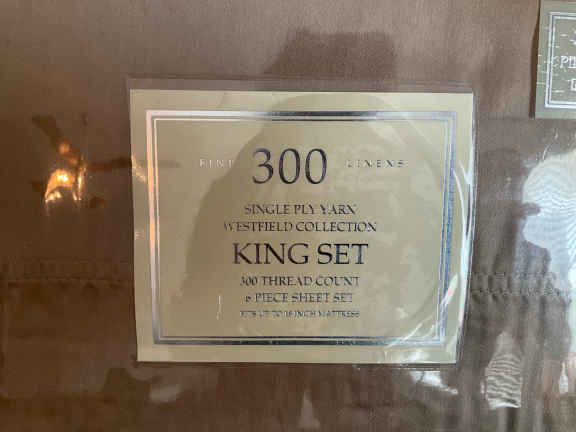 FINE 300 LINENS
SINGLE PLY YARN
WESTFIELD COLLECTION
KING SET
300 THREAD COUNT
6 PIECE SHEET SET
FITS UP TO 18 INCH MATTRESS